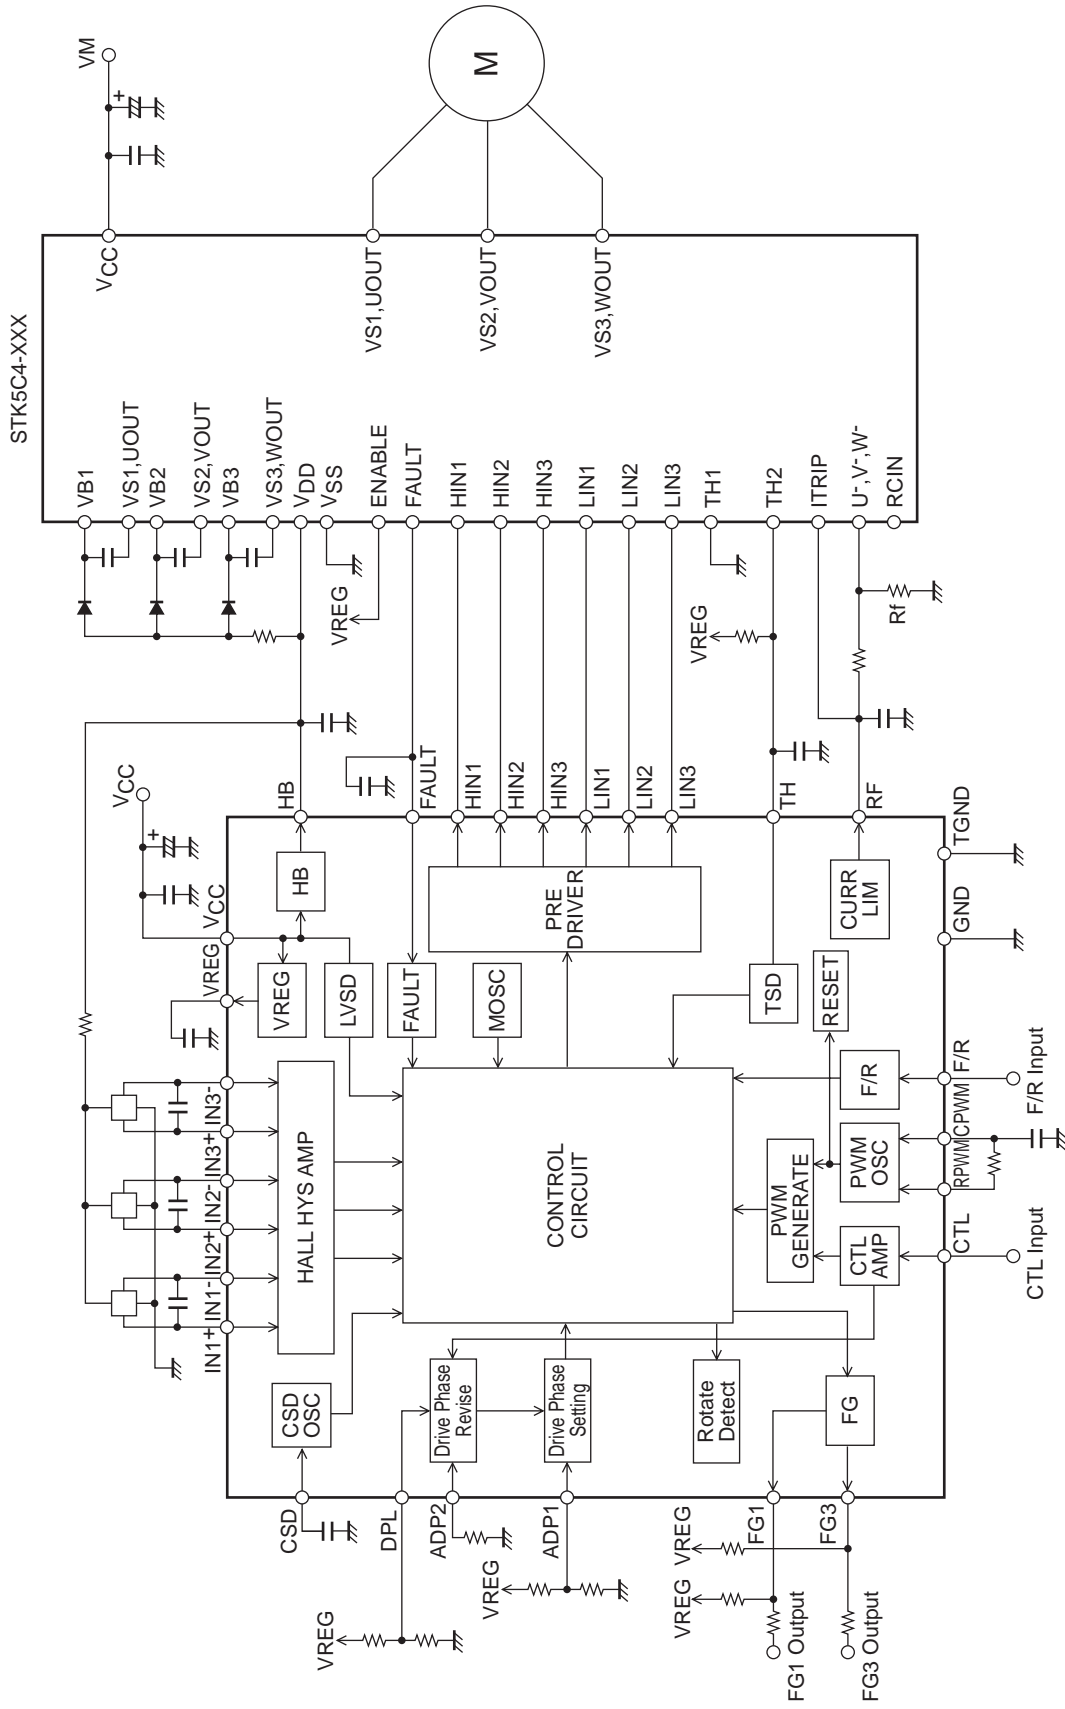 STK5C4-XXX
VM
+
VCC
M
VS1,UOUT
VS2,VOUT
VS3,WOUT
VB1
VS1,UOUT
VB2
VS2,VOUT
VB3
VS3,WOUT
VDD
VSS
ENABLE
FAULT
HIN1
HIN2
HIN3
LIN1
LIN2
LIN3
TH1
TH2
ITRIP
U-,V-,W-
RCIN
VREG
VREG
Rf
VCC
+
VCC
HB
FAULT
HIN1
HIN2
HIN3
LIN1
LIN2
LIN3
TH
RF
TGND
GND
HB
VREG
VREG
LVSD
FAULT
MOSC
PRE
DRIVER
TSD
RESET
CURR
LIM
IN1+
IN1-
IN2+
IN2-
IN3+
IN3-
HALL HYS AMP
CONTROL
CIRCUIT
PWM
GENERATE
F/R
PWM
OSC
CTL
AMP
F/R
CPWM
RPWM
CTL
F/R Input
CTL Input
CSD
OSC
Drive Phase
Revise
Drive Phase
Setting
Rotate
Detect
FG
CSD
DPL
ADP2
ADP1
FG1
FG3
VREG
VREG
VREG
VREG
FG1 Output
FG3 Output